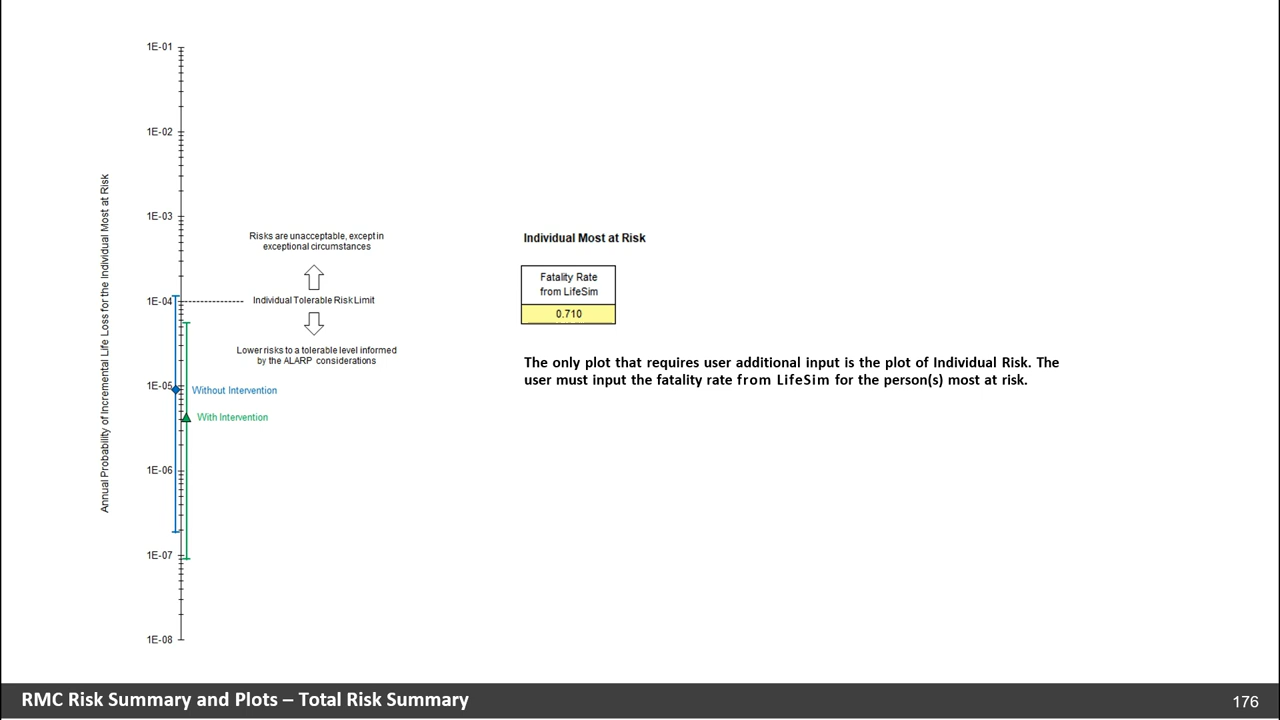 1E-01
1E-02
1E-03
1E-04
1E-05
1E-06
1E-07
1E-08
Annual Probability of Incremental Life Loss for the Individual Most at Risk
Risks are unacceptable, except in
exceptional circumstances
Individual Tolerable Risk Limit
Lower risks to a tolerable level informed
by the ALARP considerations
Without Intervention
With Intervention
Individual Most at Risk
Fatality Rate
from LifeSim
0.710
The only plot that requires user additional input is the plot of Individual Risk. The
user must input the fatality rate from LifeSim for the person(s) most at risk.
RMC Risk Summary and Plots – Total Risk Summary
176